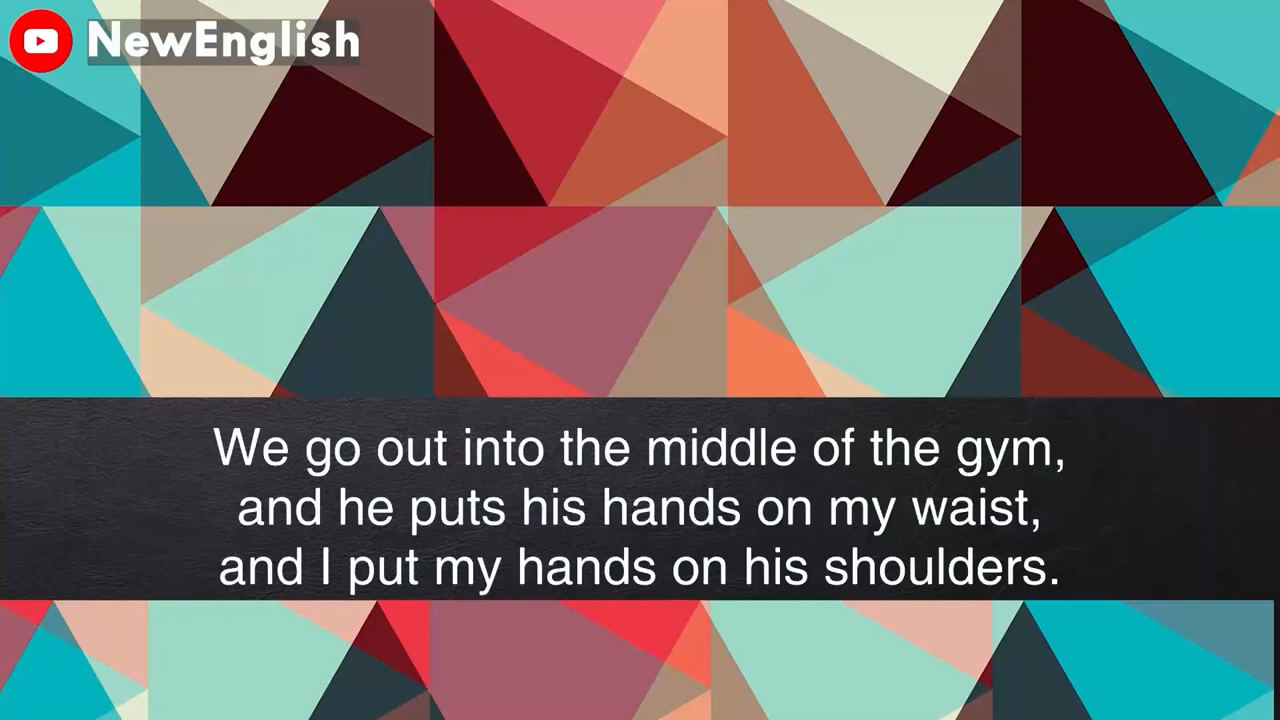 NewEnglish
We go out into the middle of the gym,
and he puts his hands on my waist,
and I put my hands on his shoulders.